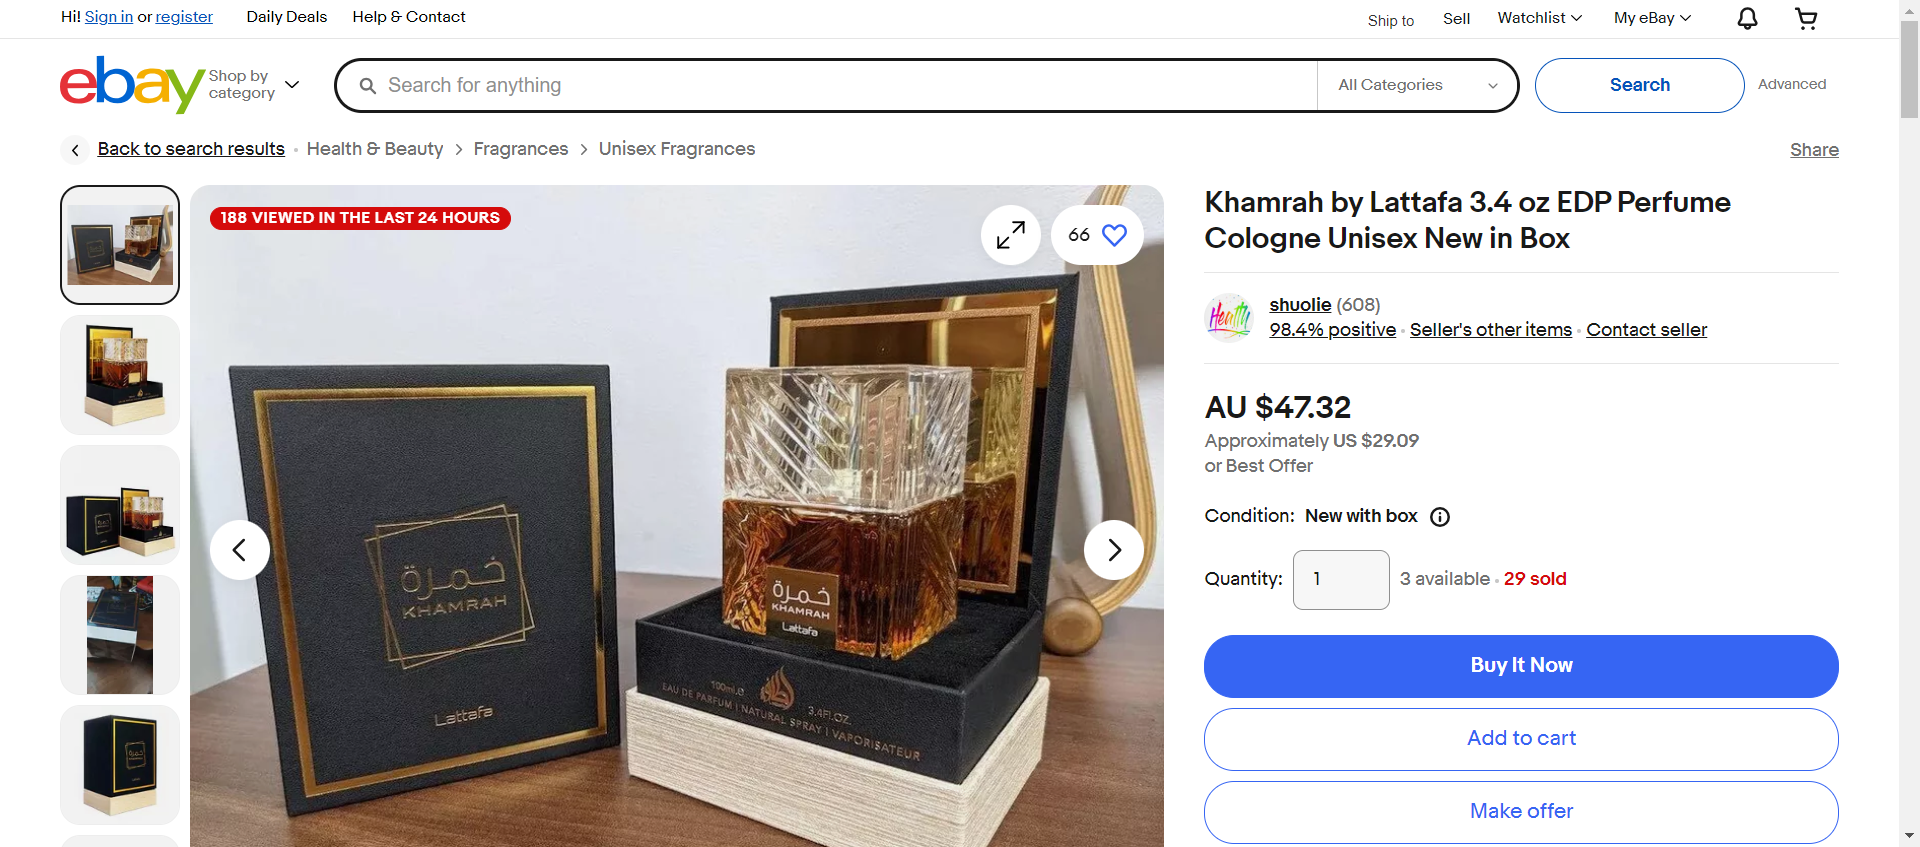 Hi! Sign in or register
Daily Deals
Help & Contact
Ship to
Sell
Watchlist
My eBay
ebay
Shop by
category
Search for anything
All Categories
Search
Advanced
Back to search results
Health & Beauty
Fragrances
Unisex Fragrances
Share
188 VIEWED IN THE LAST 24 HOURS
66
خمرة
KHAMRAH
Lattafa
خمرة
KHAMRAH
Lattafa
100ml.e
3.4Fl.OZ.
EAU DE PARFUM | NATURAL SPRAY | VAPORISATEUR
Khamrah by Lattafa 3.4 oz EDP Perfume
Cologne Unisex New in Box
Health
shuolie (608)
98.4% positive · Seller's other items · Contact seller
AU $47.32
Approximately US $29.09
or Best Offer
Condition: New with box
Quantity: 1 3 available · 29 sold
Buy It Now
Add to cart
Make offer